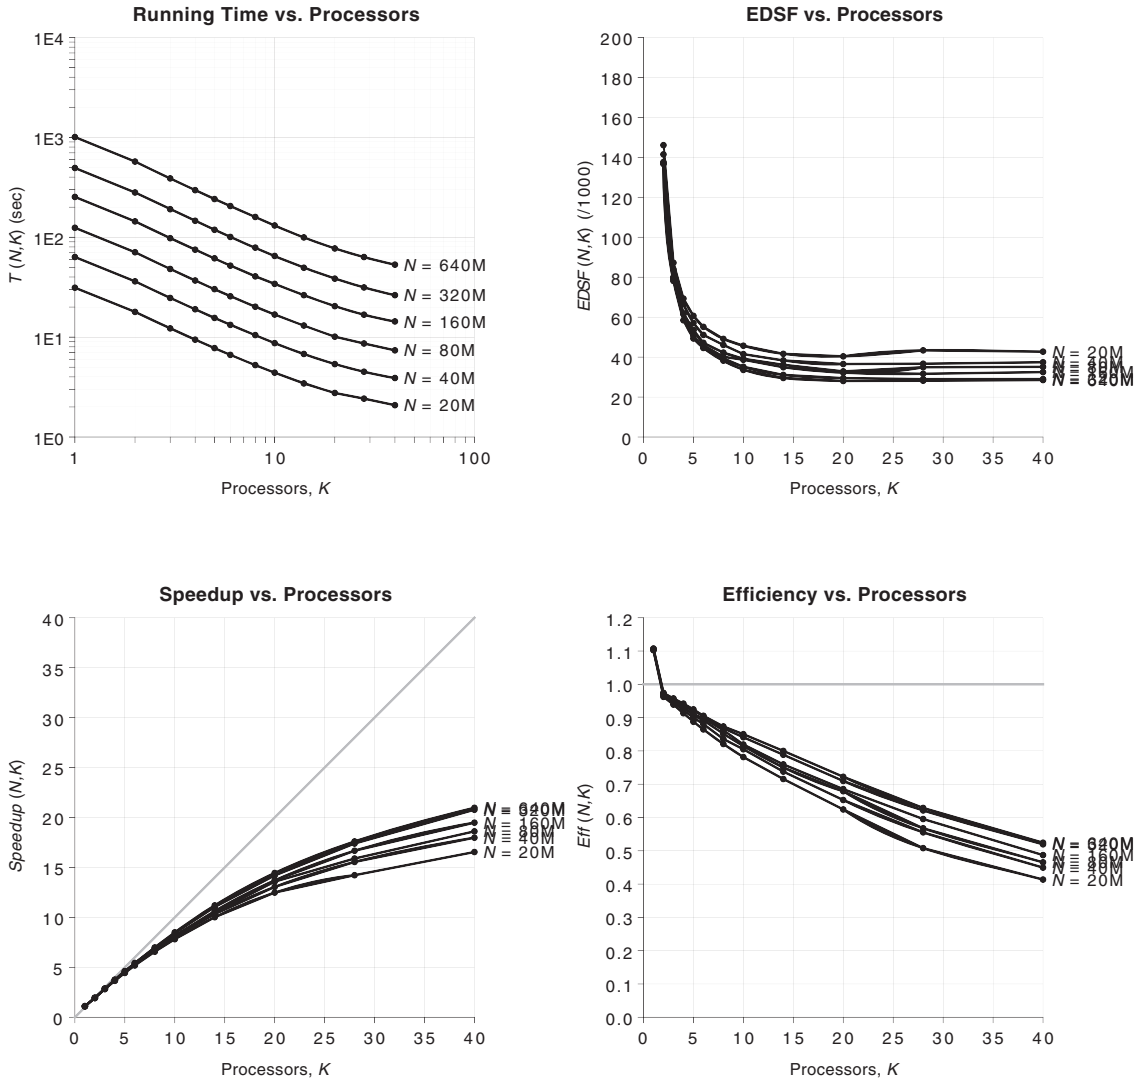 Running Time vs. Processors
1E4
1E3
1E2
1E1
1E0
T (N,K) (sec)
N = 640M
N = 320M
N = 160M
N = 80M
N = 40M
N = 20M
1 10 100
Processors, K
EDSF vs. Processors
200
180
160
140
120
100
80
60
40
20
0
EDSF (N,K) (/1000)
N = 20M
0 5 10 15 20 25 30 35 40
Processors, K
Speedup vs. Processors
40
35
30
25
20
15
10
5
0
Speedup (N,K)
N = 160M
N = 80M
N = 40M
N = 20M
0 5 10 15 20 25 30 35 40
Processors, K
Efficiency vs. Processors
1.2
1.1
1.0
0.9
0.8
0.7
0.6
0.5
0.4
0.3
0.2
0.1
0.0
Eff (N,K)
N = 160M
N = 40M
N = 20M
0 5 10 15 20 25 30 35 40
Processors, K